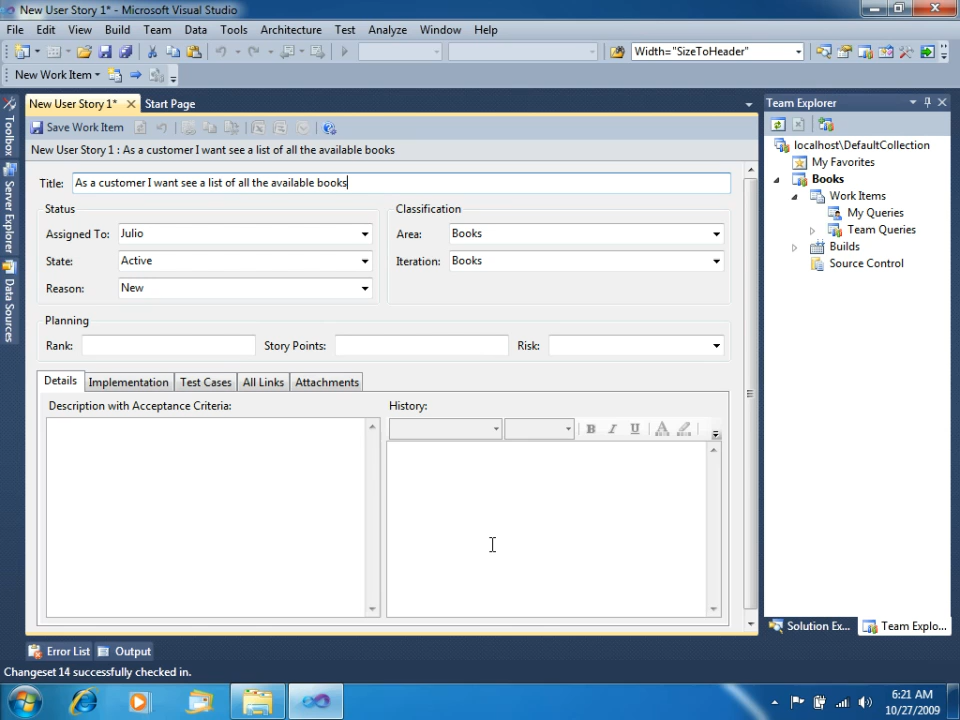 New User Story 1* - Microsoft Visual Studio
File Edit View Build Team Data Tools Architecture Test Analyze Window Help
Width="SizeToHeader"
New Work Item
New User Story 1* Start Page
Save Work Item
New User Story 1 : As a customer I want see a list of all the available books
Title: As a customer I want see a list of all the available books
Status
Assigned To: Julio
State: Active
Reason: New
Classification
Area: Books
Iteration: Books
Planning
Rank: Story Points: Risk:
Details Implementation Test Cases All Links Attachments
Description with Acceptance Criteria: History:
B I U A
Toolbox
Server Explorer
Data Sources
Team Explorer
localhost\DefaultCollection
My Favorites
Books
Work Items
My Queries
Team Queries
Builds
Source Control
Solution Ex... Team Explo...
Error List Output
Changeset 14 successfully checked in.
6:21 AM
10/27/2009